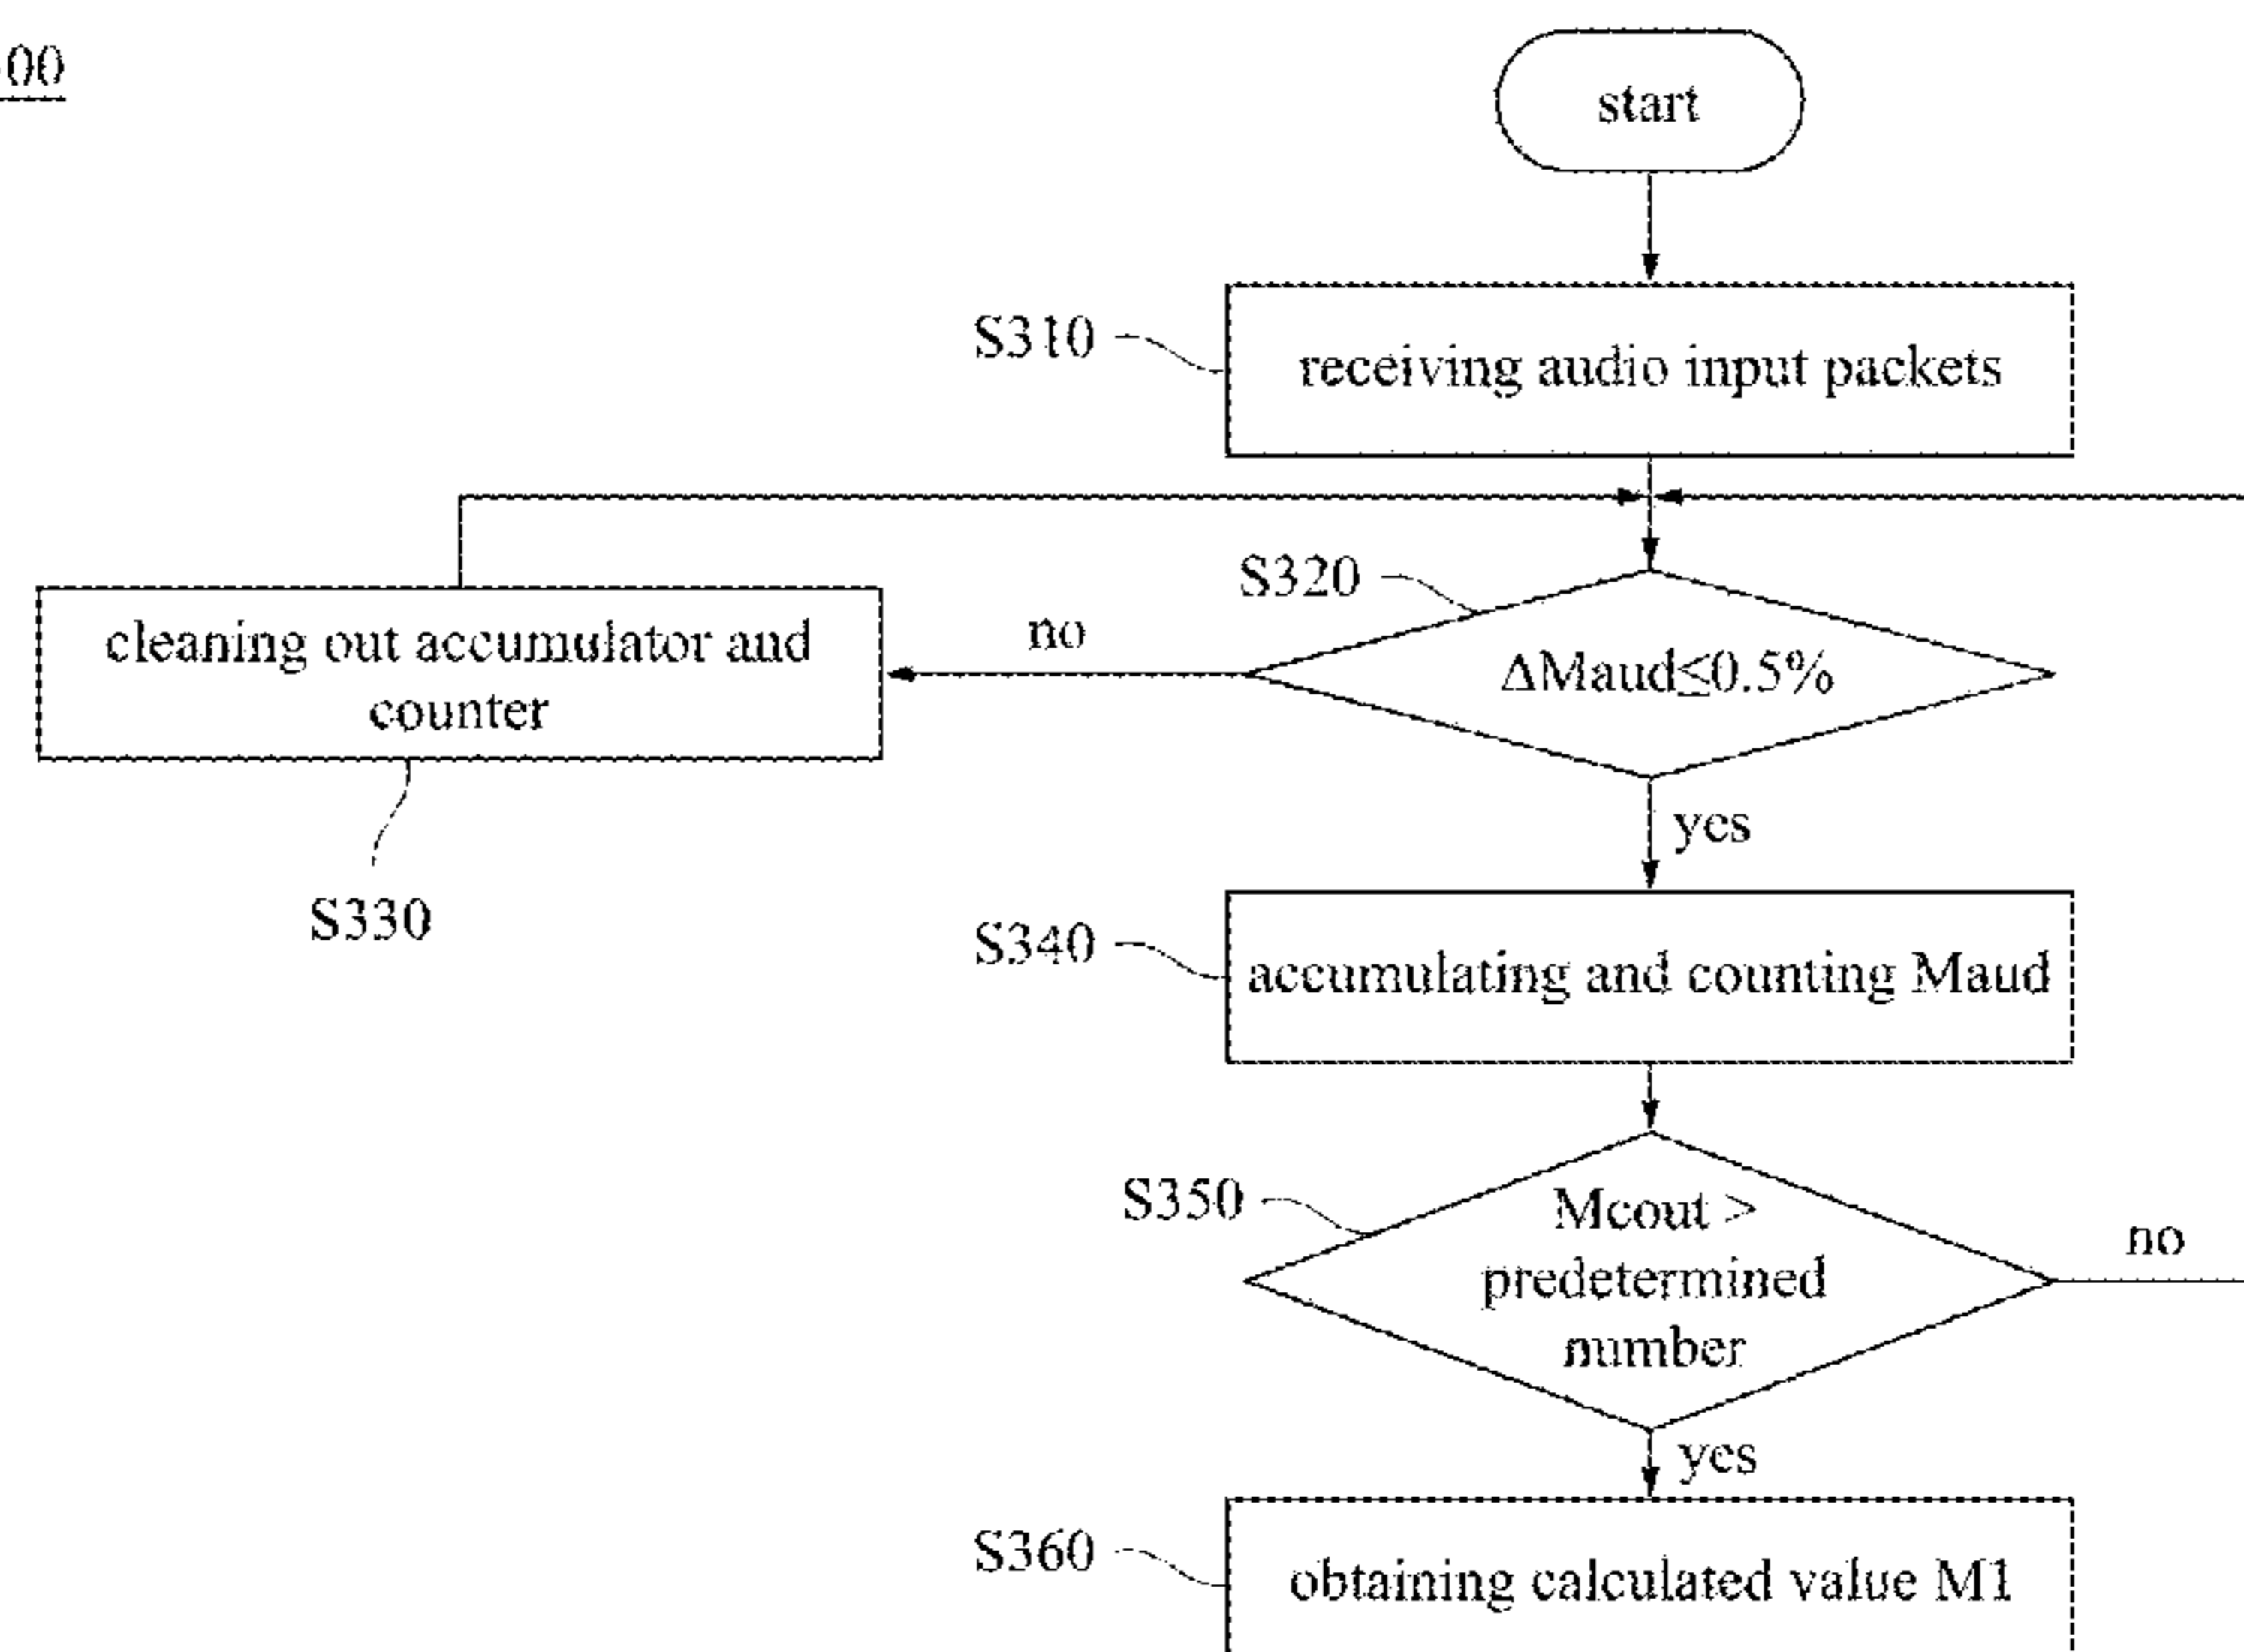 00
start
S310
receiving audio input packets
S320
no
cleaning out accumulator and
counter
ΔMaud≤0.5%
yes
S330
S340
accumulating and counting Maud
S350
Mcout >
predetermined
number
no
yes
S360
obtaining calculated value M1